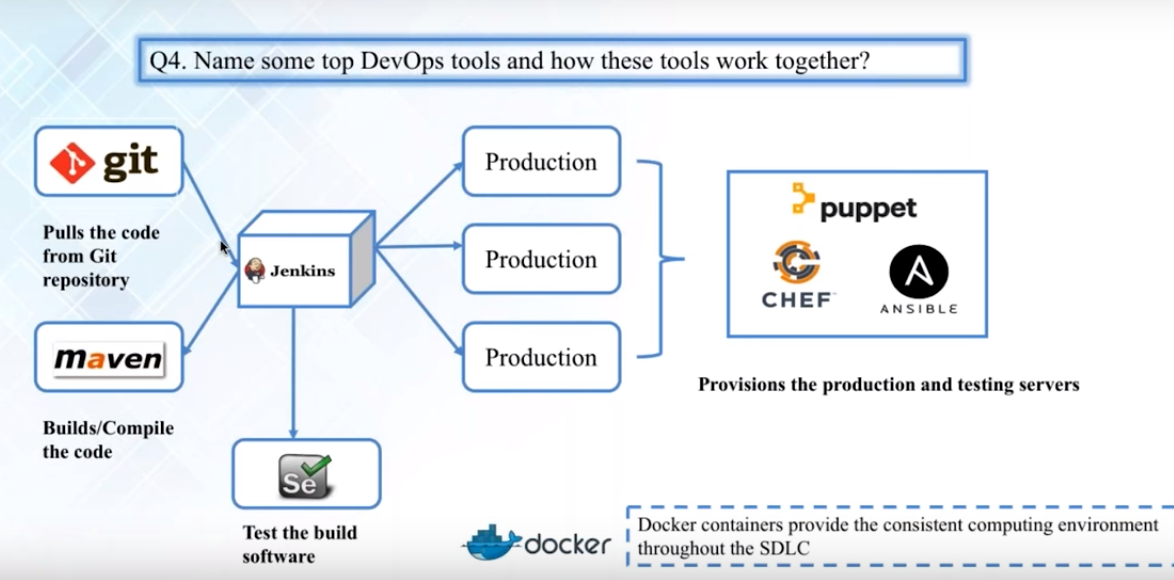 Q4. Name some top DevOps tools and how these tools work together?
git
Pulls the code
from Git
repository
maven
Builds/Compile
the code
Jenkins
Se
Test the build
software
Production
Production
Production
puppet
CHEF
ANSIBLE
Provisions the production and testing servers
docker
Docker containers provide the consistent computing environment
throughout the SDLC